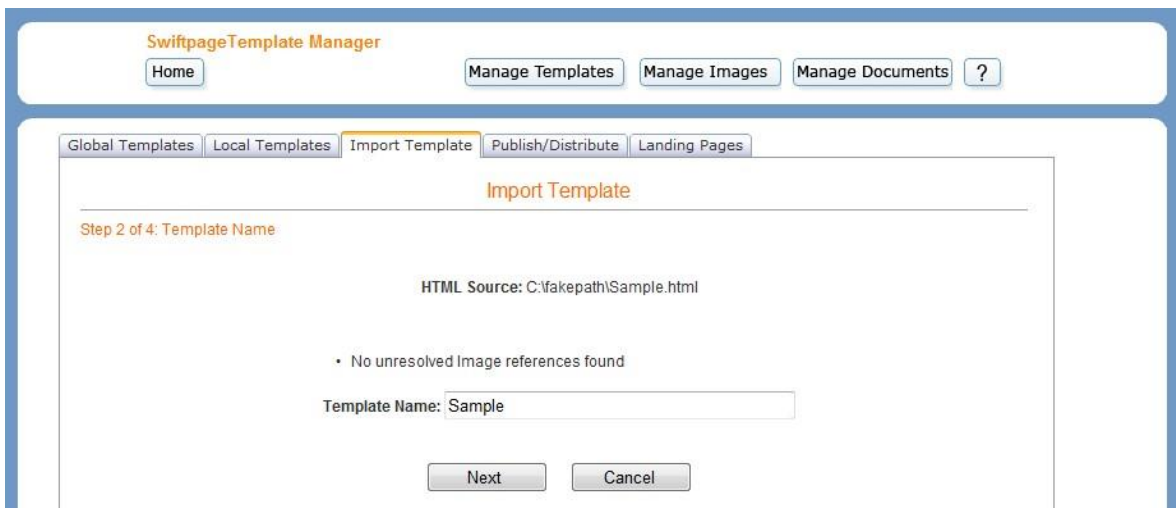 SwiftpageTemplate Manager
Home Manage Templates Manage Images Manage Documents ?
Global Templates Local Templates Import Template Publish/Distribute Landing Pages
Import Template
Step 2 of 4: Template Name
HTML Source: C:\fakepath\Sample.html
• No unresolved Image references found
Template Name: Sample
Next Cancel